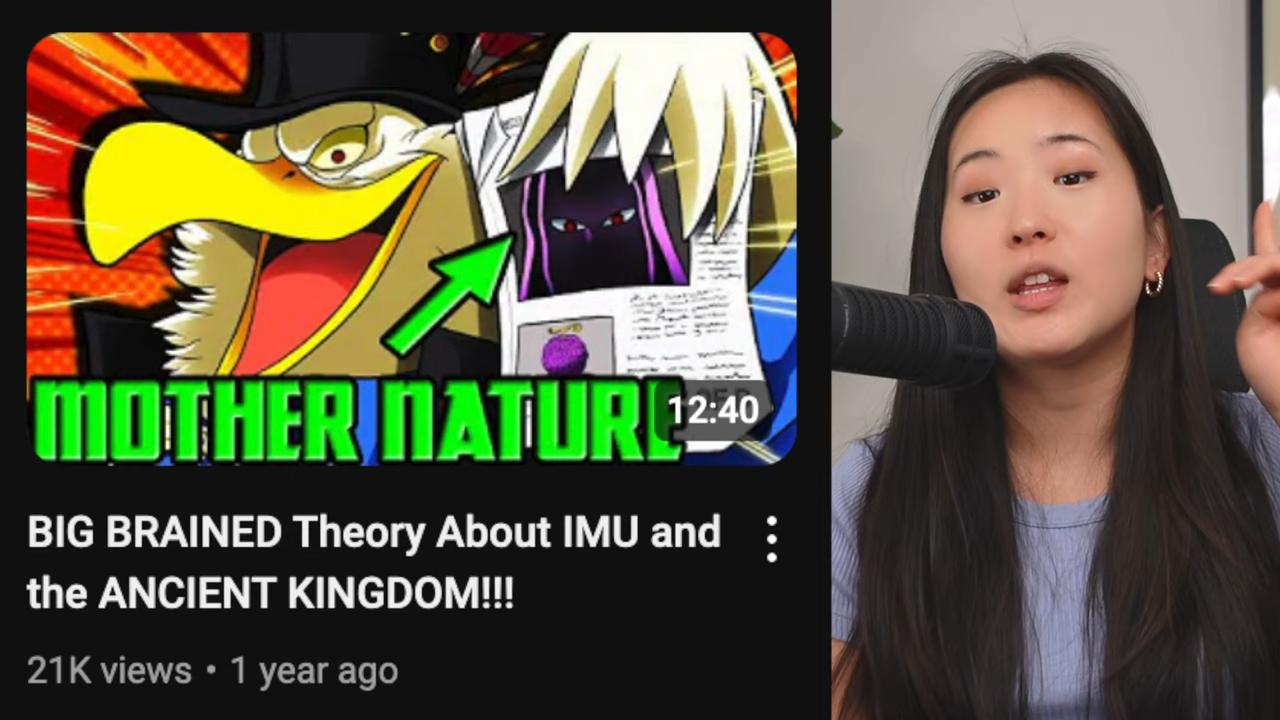 MOTHER NATURE
12:40
BIG BRAINED Theory About IMU and
the ANCIENT KINGDOM!!!
21K views • 1 year ago